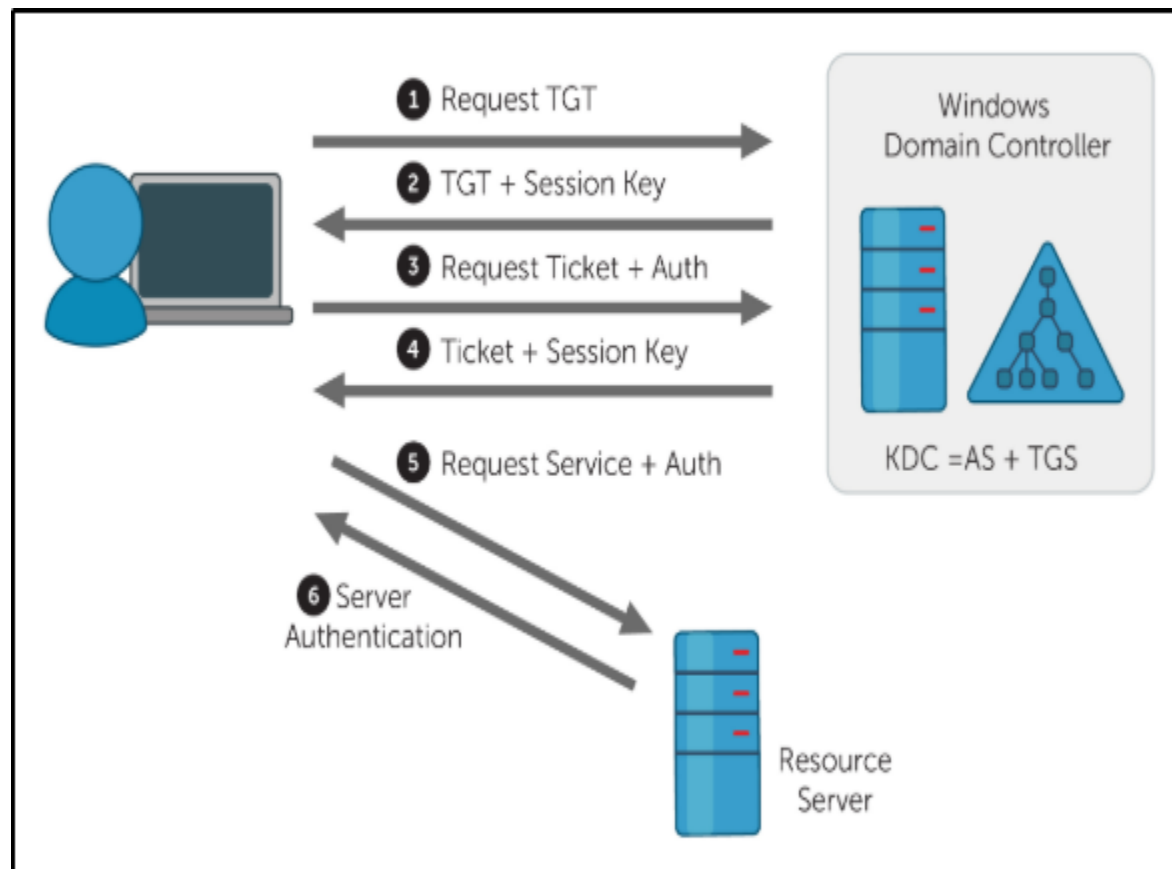 1 Request TGT
Windows
Domain Controller
2 TGT + Session Key
3 Request Ticket + Auth
4 Ticket + Session Key
KDC =AS + TGS
5 Request Service + Auth
6 Server
Authentication
Resource
Server